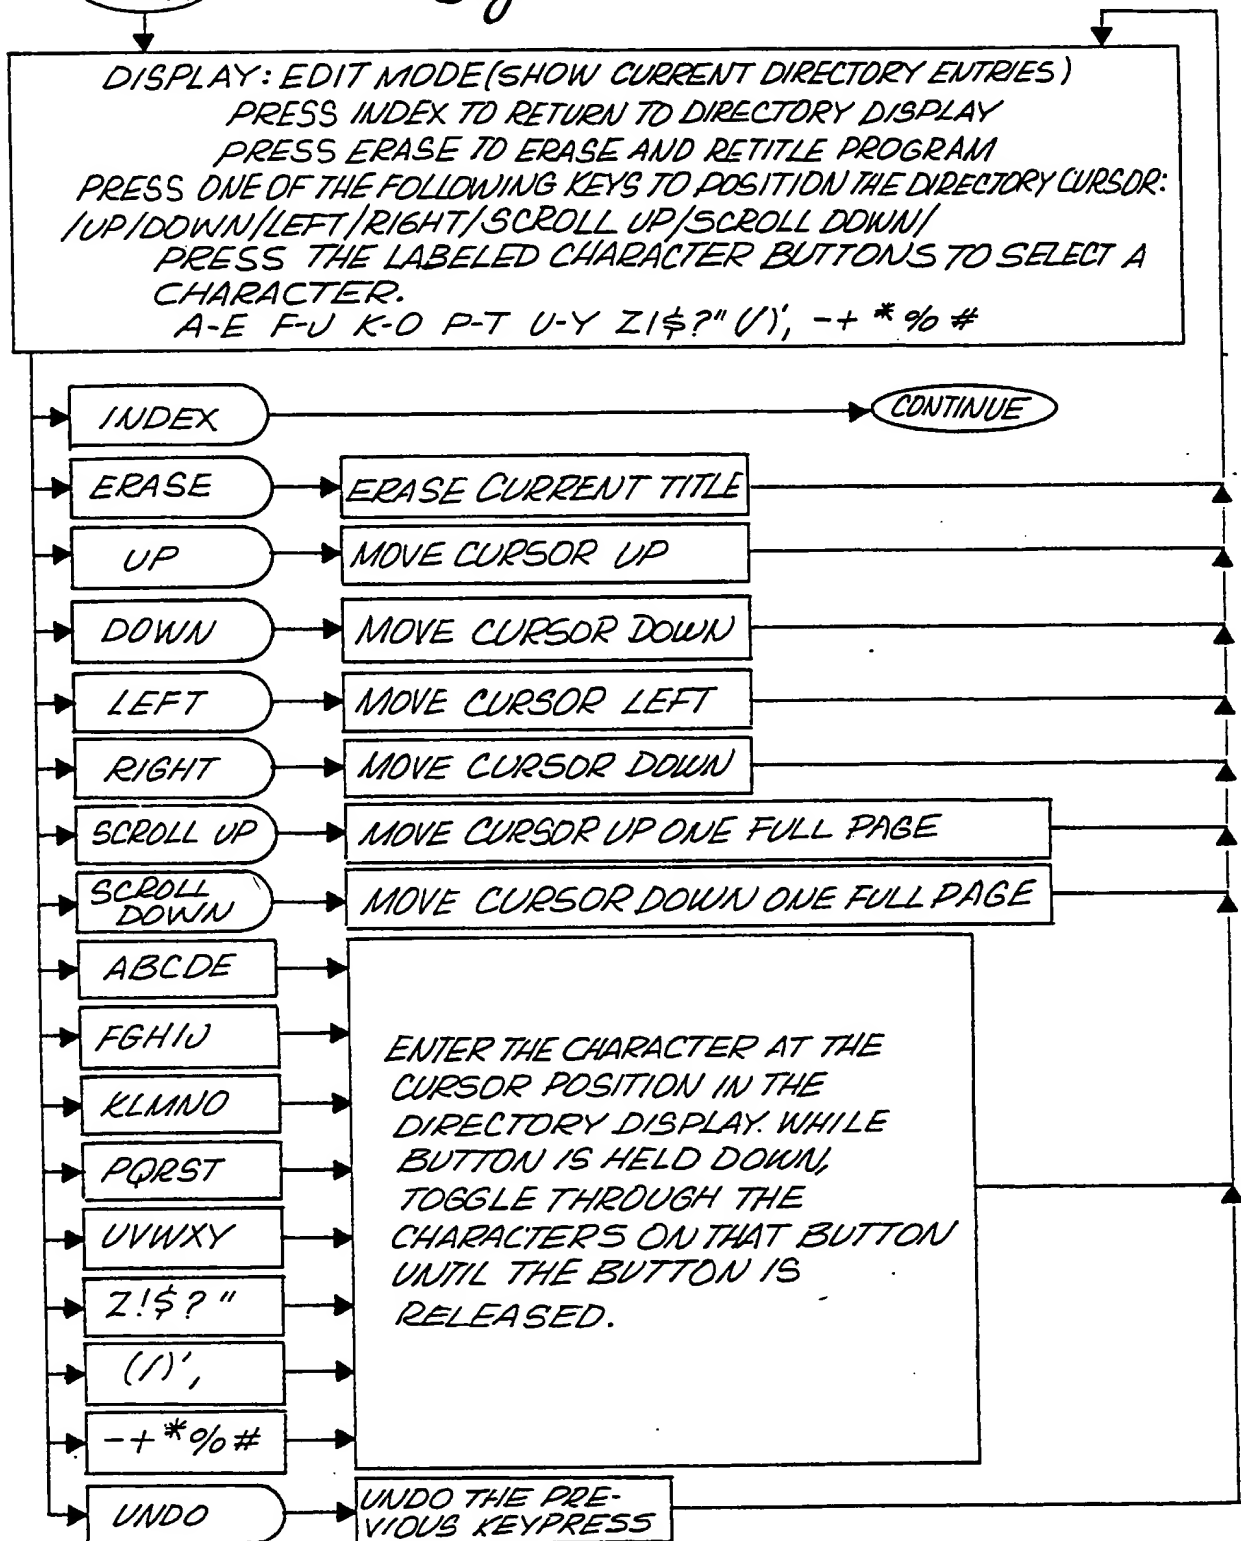 DISPLAY: EDIT MODE (SHOW CURRENT DIRECTORY ENTRIES)
PRESS INDEX TO RETURN TO DIRECTORY DISPLAY
PRESS ERASE TO ERASE AND RETITLE PROGRAM
PRESS ONE OF THE FOLLOWING KEYS TO POSITION THE DIRECTORY CURSOR:
/UP/DOWN/LEFT/RIGHT/SCROLL UP/SCROLL DOWN/
PRESS THE LABELED CHARACTER BUTTONS TO SELECT A
CHARACTER.
A-E F-J K-O P-T U-Y Z!$?" (/)', -+*%#
INDEX
CONTINUE
ERASE
ERASE CURRENT TITLE
UP
MOVE CURSOR UP
DOWN
MOVE CURSOR DOWN
LEFT
MOVE CURSOR LEFT
RIGHT
MOVE CURSOR DOWN
SCROLL UP
MOVE CURSOR UP ONE FULL PAGE
SCROLL
DOWN
MOVE CURSOR DOWN ONE FULL PAGE
ABCDE
FGHIJ
KLMNO
PQRST
UVWXY
Z!$?"
(/)',
-+*%#
ENTER THE CHARACTER AT THE
CURSOR POSITION IN THE
DIRECTORY DISPLAY. WHILE
BUTTON IS HELD DOWN,
TOGGLE THROUGH THE
CHARACTERS ON THAT BUTTON
UNTIL THE BUTTON IS
RELEASED.
UNDO
UNDO THE PRE-
VIOUS KEYPRESS